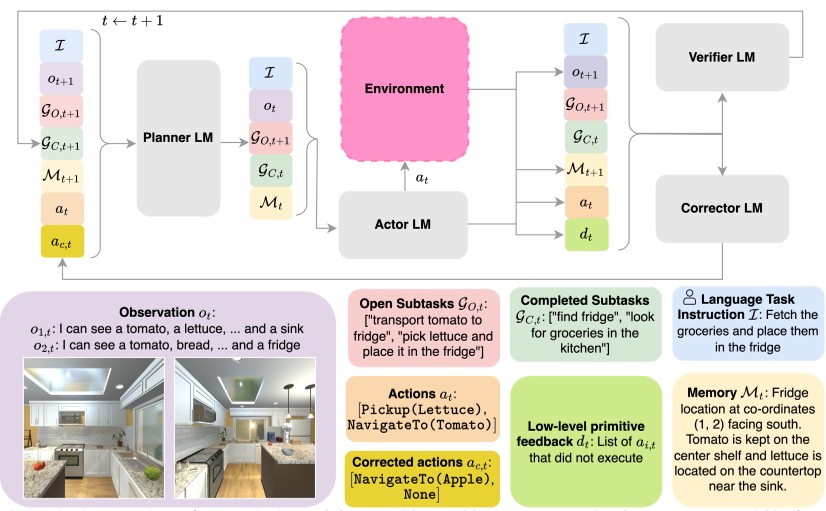 t ← t + 1
I
o_{t+1}
G_{O,t+1}
G_{C,t+1}
M_{t+1}
a_t
a_{c,t}
Planner LM
I
o_t
G_{O,t+1}
G_{C,t}
M_t
Environment
a_t
Actor LM
I
o_{t+1}
G_{O,t+1}
G_{C,t}
M_{t+1}
a_t
d_t
Verifier LM
Corrector LM
Observation o_t:
o_{1,t}: I can see a tomato, a lettuce, ... and a sink
o_{2,t}: I can see a tomato, bread, ... and a fridge
Open Subtasks G_{O,t}:
["transport tomato to
fridge", "pick lettuce and
place it in the fridge"]
Completed Subtasks
G_{C,t}: ["find fridge", "look
for groceries in the
kitchen"]
Language Task
Instruction I: Fetch the
groceries and place them
in the fridge
Actions a_t:
[Pickup(Lettuce),
NavigateTo(Tomato)]
Corrected actions a_{c,t}:
[NavigateTo(Apple),
None]
Low-level primitive
feedback d_t: List of a_{i,t}
that did not execute
Memory M_t: Fridge
location at co-ordinates
(1, 2) facing south.
Tomato is kept on the
center shelf and lettuce is
located on the countertop
near the sink.